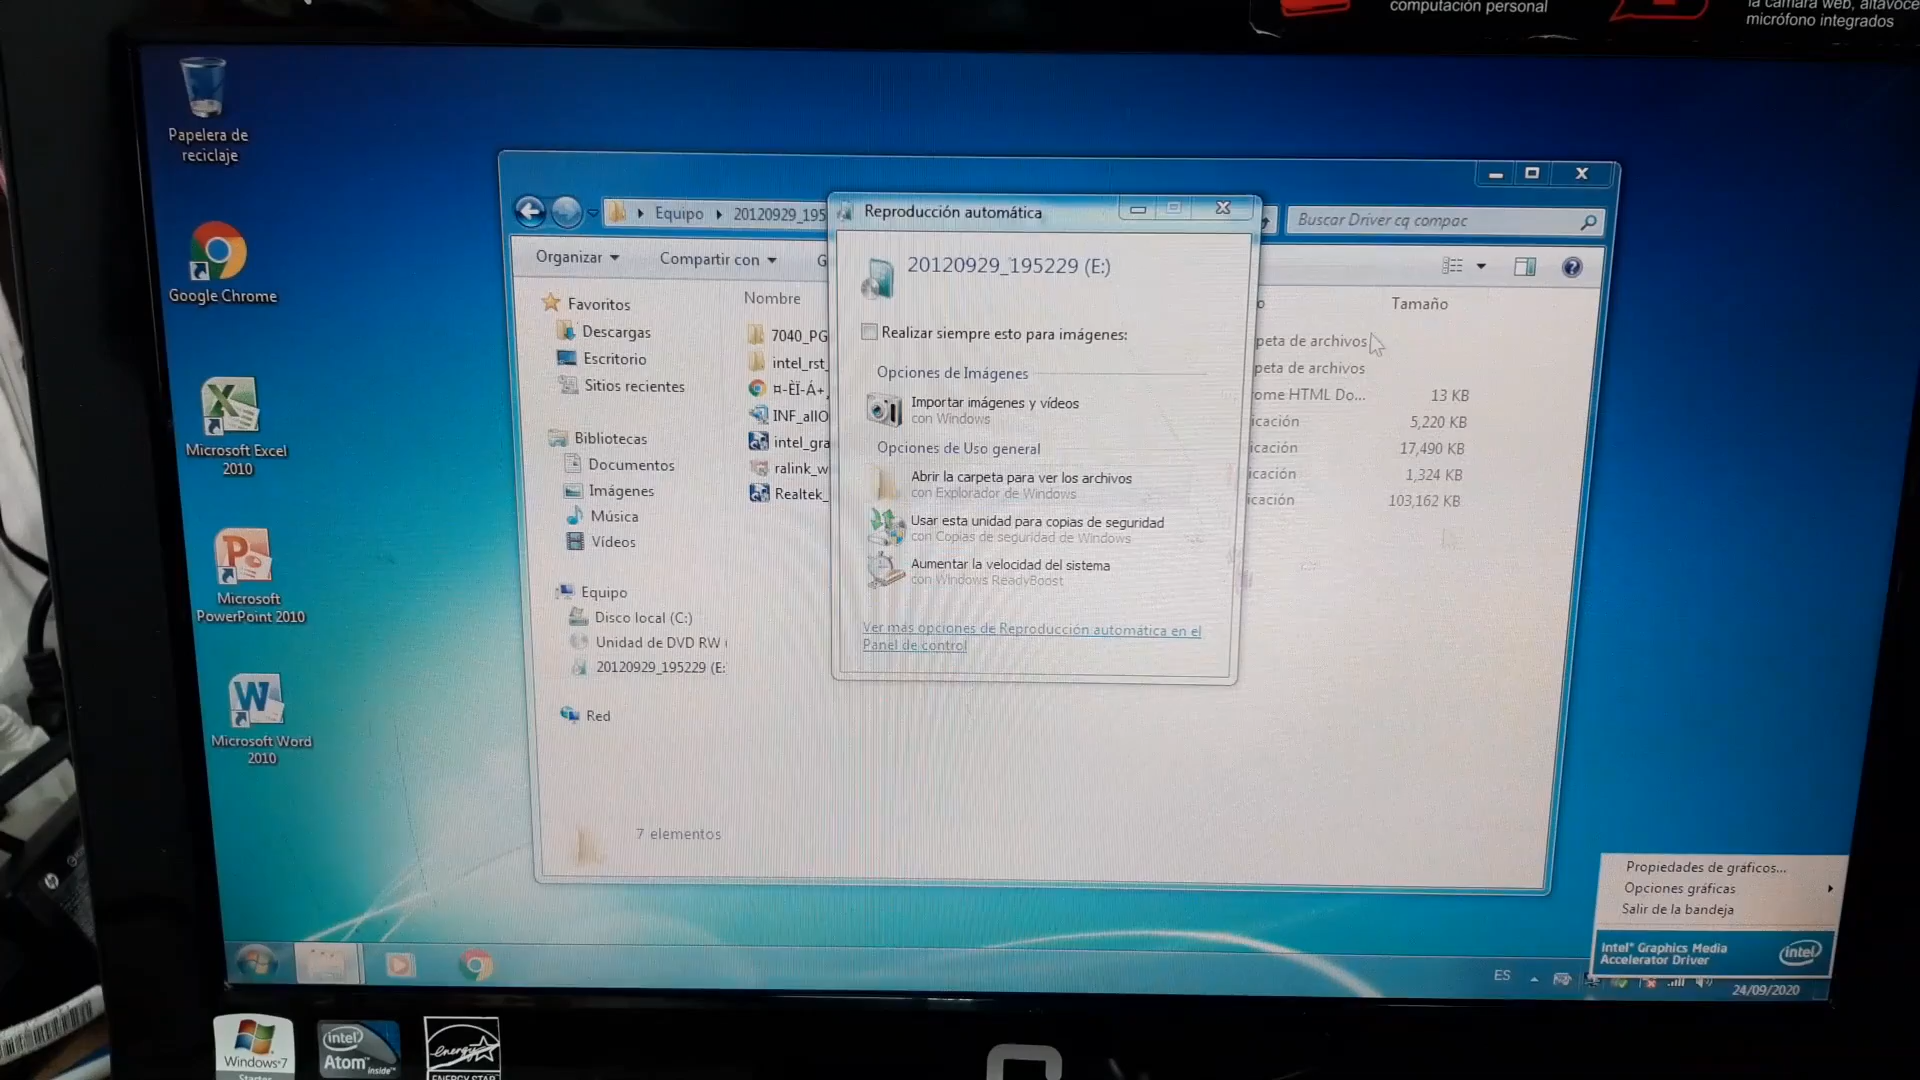 computación personal
la cámara web, altavoce
micrófono integrados
Papelera de
reciclaje
Google Chrome
Microsoft Excel
2010
Microsoft
PowerPoint 2010
Microsoft Word
2010
Equipo
20120929_195
Buscar Driver cq compac
Organizar
Compartir con
G
Nombre
Tamaño
Favoritos
Descargas
Escritorio
Sitios recientes
Bibliotecas
Documentos
Imágenes
Música
Vídeos
Equipo
Disco local (C:)
Unidad de DVD RW
20120929_195229 (E:
Red
7040_PG
intel_rst_
¤-ÈÏ-Á+
INF_allO
intel_gra
ralink_w
Realtek_
peta de archivos
peta de archivos
ome HTML Do...
13 KB
icación
5,220 KB
icación
17,490 KB
icación
1,324 KB
icación
103,162 KB
7 elementos
Reproducción automática
20120929_195229 (E:)
Realizar siempre esto para imágenes:
Opciones de Imágenes
Importar imágenes y vídeos
con Windows
Opciones de Uso general
Abrir la carpeta para ver los archivos
con Explorador de Windows
Usar esta unidad para copias de seguridad
con Copias de seguridad de Windows
Aumentar la velocidad del sistema
con Windows ReadyBoost
Ver más opciones de Reproducción automática en el
Panel de control
Propiedades de gráficos...
Opciones gráficas
Salir de la bandeja
Intel® Graphics Media
Accelerator Driver
intel
ES
24/09/2020
Windows 7
Starter
intel
Atom™
inside™
energy
ENERGY STAR